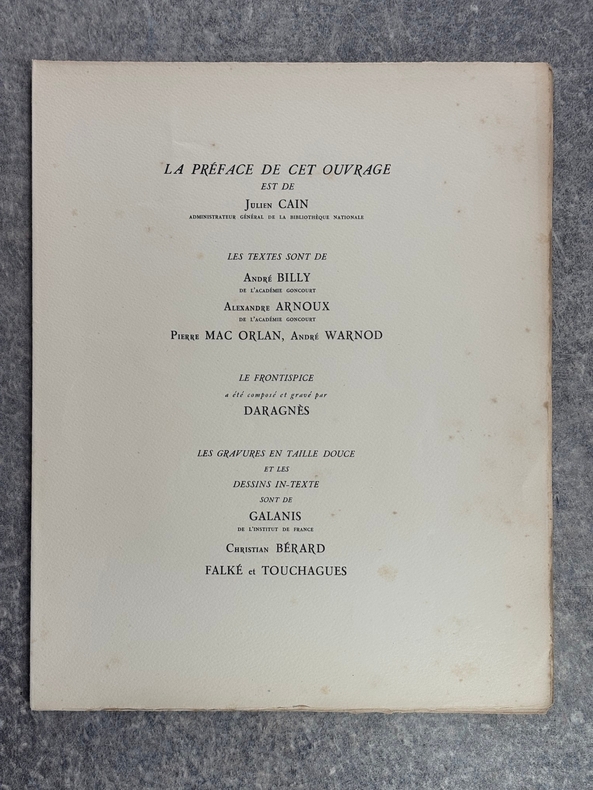 LA PRÉFACE DE CET OUVRAGE
EST DE
Julien CAIN
ADMINISTRATEUR GÉNÉRAL DE LA BIBLIOTHÈQUE NATIONALE
LES TEXTES SONT DE
André BILLY
DE L'ACADÉMIE GONCOURT
Alexandre ARNOUX
DE L'ACADÉMIE GONCOURT
Pierre MAC ORLAN, André WARNOD
LE FRONTISPICE
a été composé et gravé par
DARAGNÈS
LES GRAVURES EN TAILLE DOUCE
ET LES
DESSINS IN-TEXTE
SONT DE
GALANIS
DE L'INSTITUT DE FRANCE
Christian BÉRARD
FALKÉ et TOUCHAGUES